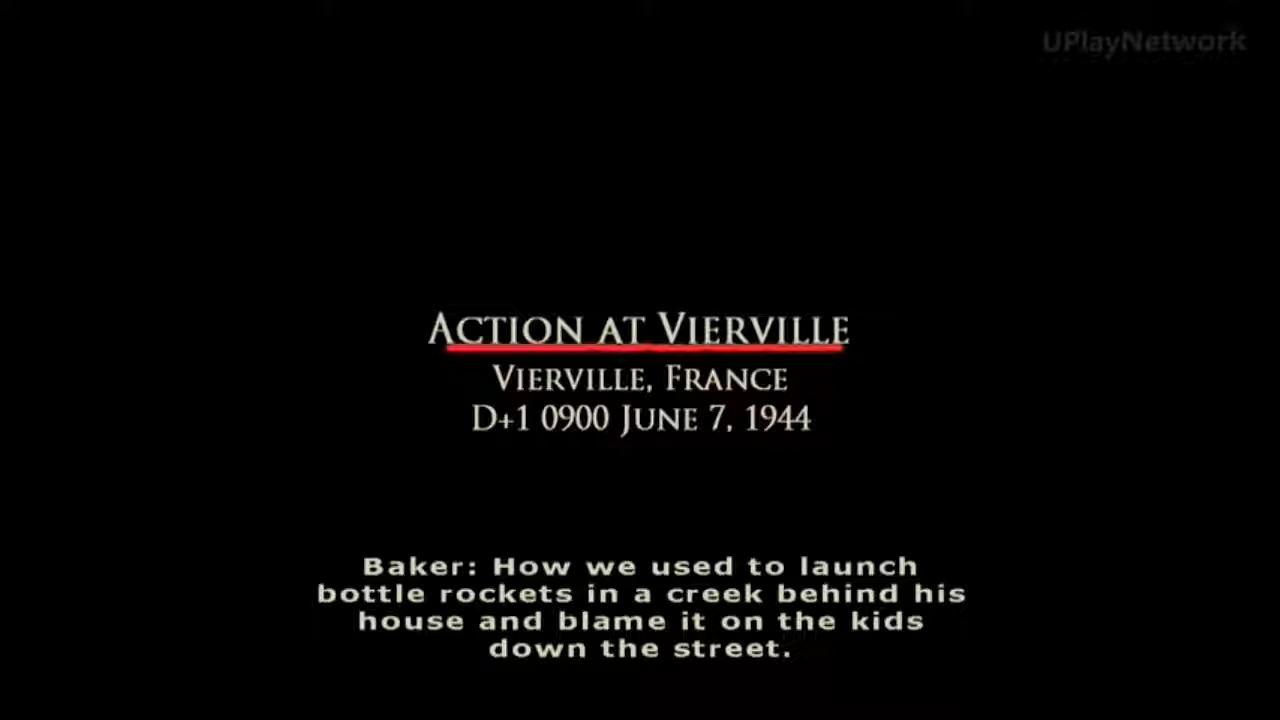 UPlayNetwork
Action at Vierville
Vierville, France
D+1 0900 June 7, 1944
Baker: How we used to launch
bottle rockets in a creek behind his
house and blame it on the kids
down the street.